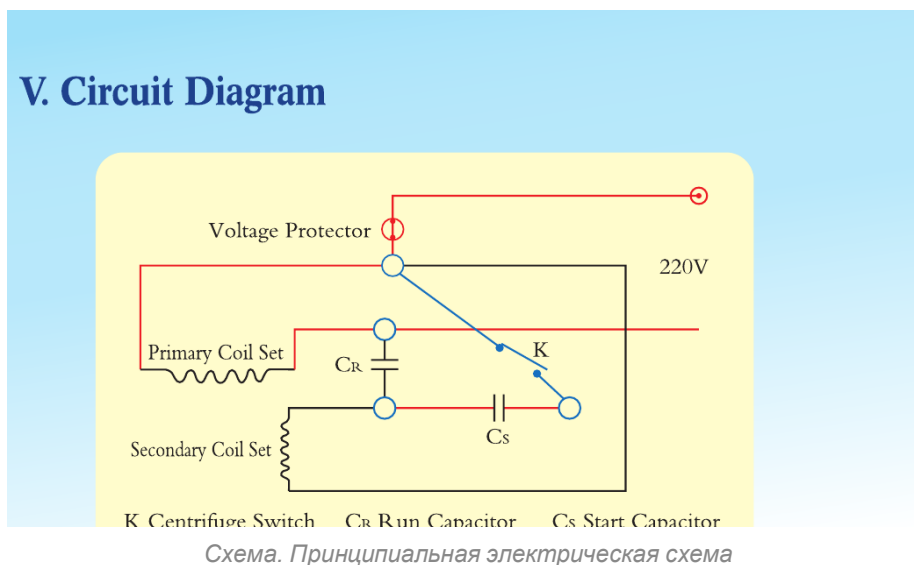 V. Circuit Diagram
Voltage Protector
220V
Primary Coil Set
CR
K
Cs
Secondary Coil Set
K Centrifuge Switch CR Run Capacitor Cs Start Capacitor
Схема. Принципиальная электрическая схема